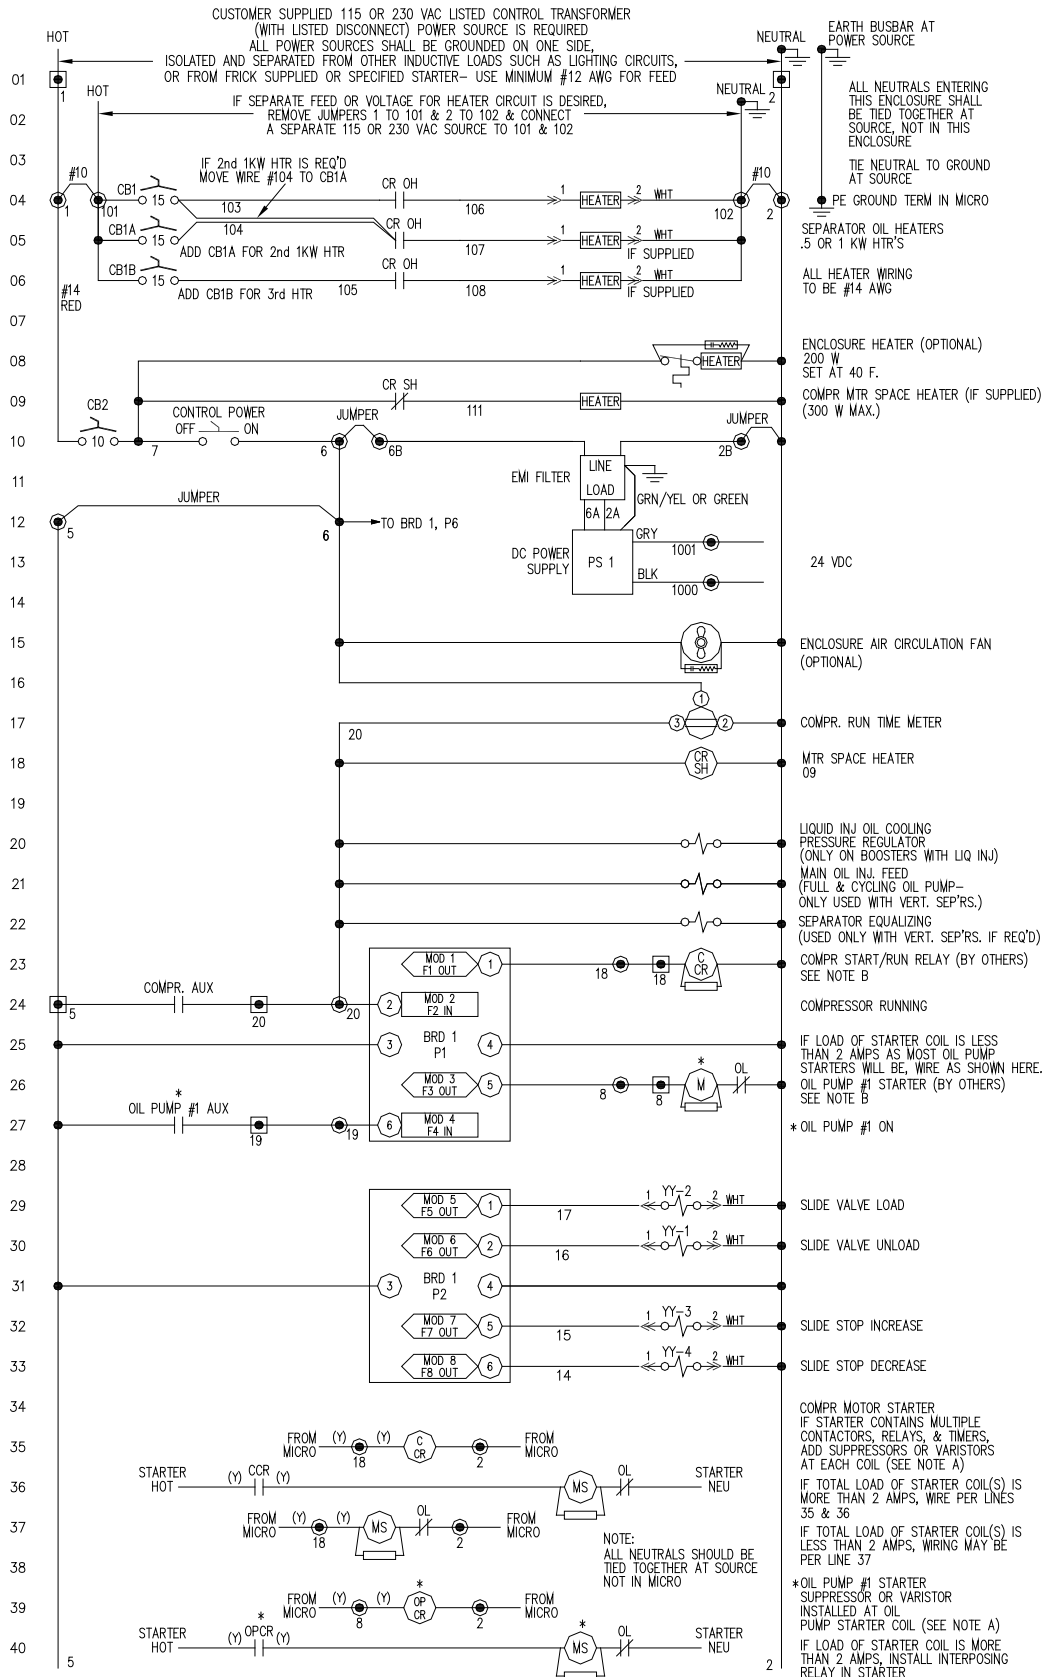 CUSTOMER SUPPLIED 115 OR 230 VAC LISTED CONTROL TRANSFORMER
(WITH LISTED DISCONNECT) POWER SOURCE IS REQUIRED
ALL POWER SOURCES SHALL BE GROUNDED ON ONE SIDE,
ISOLATED AND SEPARATED FROM OTHER INDUCTIVE LOADS SUCH AS LIGHTING CIRCUITS,
OR FROM FRICK SUPPLIED OR SPECIFIED STARTER- USE MINIMUM #12 AWG FOR FEED
HOT
NEUTRAL
EARTH BUSBAR AT
POWER SOURCE
01
1
2
HOT
NEUTRAL
IF SEPARATE FEED OR VOLTAGE FOR HEATER CIRCUIT IS DESIRED,
REMOVE JUMPERS 1 TO 101 & 2 TO 102 & CONNECT
A SEPARATE 115 OR 230 VAC SOURCE TO 101 & 102
ALL NEUTRALS ENTERING
THIS ENCLOSURE SHALL
BE TIED TOGETHER AT
SOURCE, NOT IN THIS
ENCLOSURE
02
03
TIE NEUTRAL TO GROUND
AT SOURCE
#10
IF 2nd 1KW HTR IS REQ'D
MOVE WIRE #104 TO CB1A
#10
04
1
101
CB1
15
103
CR OH
106
1
HEATER
2
WHT
102
2
PE GROUND TERM IN MICRO
104
05
CB1A
15
ADD CB1A FOR 2nd 1KW HTR
CR OH
107
1
HEATER
2
WHT
IF SUPPLIED
SEPARATOR OIL HEATERS
.5 OR 1 KW HTR'S
06
CB1B
15
ADD CB1B FOR 3rd HTR
105
CR OH
108
1
HEATER
2
WHT
IF SUPPLIED
ALL HEATER WIRING
TO BE #14 AWG
#14
RED
07
08
HEATER
ENCLOSURE HEATER (OPTIONAL)
200 W
SET AT 40 F.
09
CR SH
111
HEATER
COMPR MTR SPACE HEATER (IF SUPPLIED)
(300 W MAX.)
10
CB2
10
7
CONTROL POWER
OFF
ON
6
JUMPER
6B
2B
JUMPER
11
EMI FILTER
LINE
LOAD
GRN/YEL OR GREEN
6A
2A
12
5
JUMPER
6
TO BRD 1, P6
GRY
1001
13
DC POWER
SUPPLY
PS 1
BLK
1000
24 VDC
14
15
ENCLOSURE AIR CIRCULATION FAN
(OPTIONAL)
16
1
17
20
3
2
COMPR. RUN TIME METER
18
CR
SH
MTR SPACE HEATER
09
19
20
LIQUID INJ OIL COOLING
PRESSURE REGULATOR
(ONLY ON BOOSTERS WITH LIQ INJ)
21
MAIN OIL INJ. FEED
(FULL & CYCLING OIL PUMP-
ONLY USED WITH VERT. SEP'RS.)
22
SEPARATOR EQUALIZING
(USED ONLY WITH VERT. SEP'RS. IF REQ'D)
23
MOD 1
F1 OUT
1
18
18
C
CR
COMPR START/RUN RELAY (BY OTHERS)
SEE NOTE B
24
5
COMPR. AUX
20
20
2
MOD 2
F2 IN
COMPRESSOR RUNNING
25
3
BRD 1
P1
4
IF LOAD OF STARTER COIL IS LESS
THAN 2 AMPS AS MOST OIL PUMP
STARTERS WILL BE, WIRE AS SHOWN HERE.
26
MOD 3
F3 OUT
5
8
8
*
M
OL
OIL PUMP #1 STARTER (BY OTHERS)
SEE NOTE B
27
*
OIL PUMP #1 AUX
19
19
6
MOD 4
F4 IN
* OIL PUMP #1 ON
28
29
MOD 5
F5 OUT
1
17
1
YY-2
2
WHT
SLIDE VALVE LOAD
30
MOD 6
F6 OUT
2
16
1
YY-1
2
WHT
SLIDE VALVE UNLOAD
31
3
BRD 1
P2
4
32
MOD 7
F7 OUT
5
15
1
YY-3
2
WHT
SLIDE STOP INCREASE
33
MOD 8
F8 OUT
6
14
1
YY-4
2
WHT
SLIDE STOP DECREASE
34
COMPR MOTOR STARTER
IF STARTER CONTAINS MULTIPLE
CONTACTORS, RELAYS, & TIMERS,
ADD SUPPRESSORS OR VARISTORS
AT EACH COIL (SEE NOTE A)
35
FROM
MICRO
(Y)
18
(Y)
C
CR
2
FROM
MICRO
36
STARTER
HOT
(Y)
CCR
(Y)
MS
OL
STARTER
NEU
IF TOTAL LOAD OF STARTER COIL(S) IS
MORE THAN 2 AMPS, WIRE PER LINES
35 & 36
37
FROM
MICRO
(Y)
18
(Y)
MS
OL
2
FROM
MICRO
IF TOTAL LOAD OF STARTER COIL(S) IS
LESS THAN 2 AMPS, WIRING MAY BE
PER LINE 37
38
NOTE:
ALL NEUTRALS SHOULD BE
TIED TOGETHER AT SOURCE
NOT IN MICRO
39
FROM
MICRO
(Y)
8
(Y)
*
OP
CR
2
FROM
MICRO
* OIL PUMP #1 STARTER
SUPPRESSOR OR VARISTOR
INSTALLED AT OIL
PUMP STARTER COIL (SEE NOTE A)
40
STARTER
HOT
(Y)
*
OPCR
(Y)
*
MS
OL
STARTER
NEU
IF LOAD OF STARTER COIL IS MORE
THAN 2 AMPS, INSTALL INTERPOSING
RELAY IN STARTER
5
2